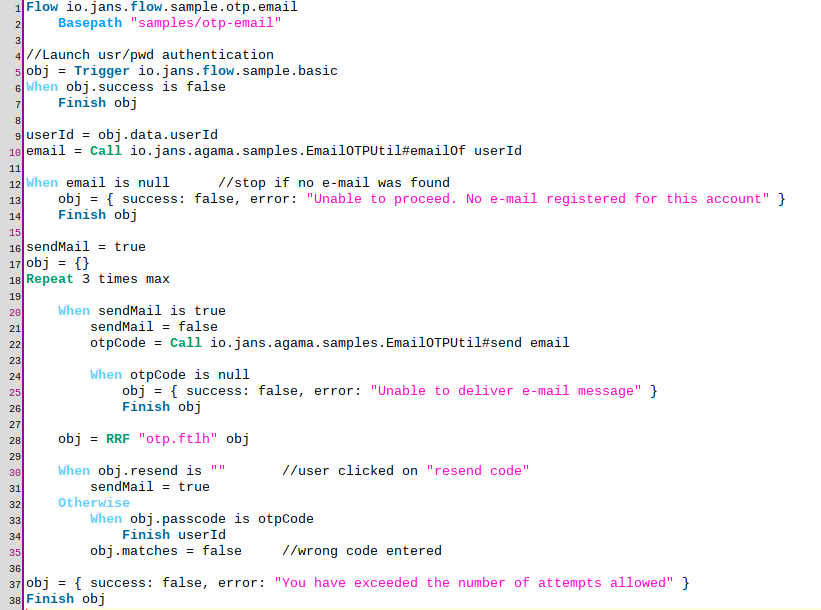 1 Flow io.jans.flow.sample.otp.email
2     Basepath "samples/otp-email"
3
4 //Launch usr/pwd authentication
5 obj = Trigger io.jans.flow.sample.basic
6 When obj.success is false
7     Finish obj
8
9 userId = obj.data.userId
10 email = Call io.jans.agama.samples.EmailOTPUtil#emailOf userId
11
12 When email is null      //stop if no e-mail was found
13     obj = { success: false, error: "Unable to proceed. No e-mail registered for this account" }
14     Finish obj
15
16 sendMail = true
17 obj = {}
18 Repeat 3 times max
19
20     When sendMail is true
21         sendMail = false
22         otpCode = Call io.jans.agama.samples.EmailOTPUtil#send email
23
24         When otpCode is null
25             obj = { success: false, error: "Unable to deliver e-mail message" }
26             Finish obj
27
28     obj = RRF "otp.ftlh" obj
29
30     When obj.resend is ""       //user clicked on "resend code"
31         sendMail = true
32     Otherwise
33         When obj.passcode is otpCode
34             Finish userId
35         obj.matches = false     //wrong code entered
36
37 obj = { success: false, error: "You have exceeded the number of attempts allowed" }
38 Finish obj